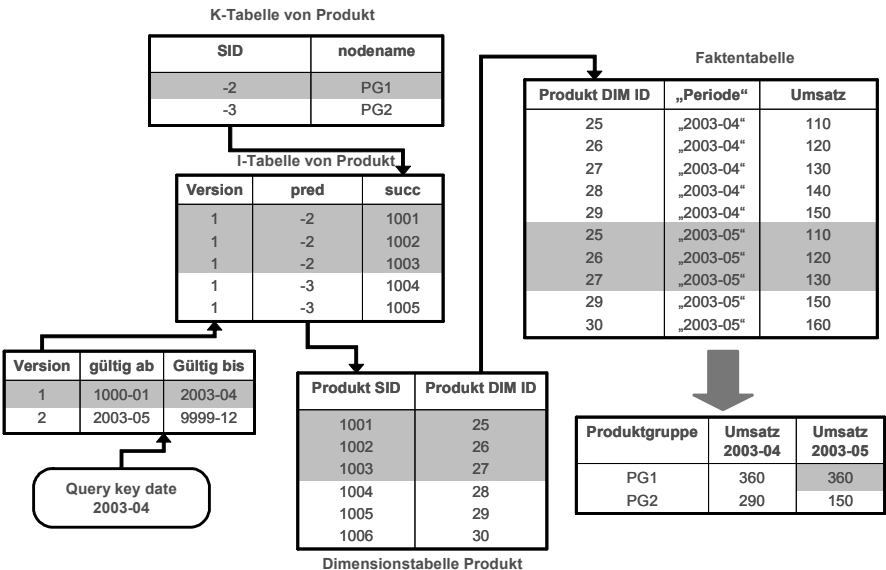 K-Tabelle von Produkt
SID nodename
-2 PG1
-3 PG2
I-Tabelle von Produkt
Version pred succ
1 -2 1001
1 -2 1002
1 -2 1003
1 -3 1004
1 -3 1005
Version gültig ab Gültig bis
1 1000-01 2003-04
2 2003-05 9999-12
Query key date
2003-04
Produkt SID Produkt DIM ID
1001 25
1002 26
1003 27
1004 28
1005 29
1006 30
Dimensionstabelle Produkt
Faktentabelle
Produkt DIM ID „Periode“ Umsatz
25 „2003-04“ 110
26 „2003-04“ 120
27 „2003-04“ 130
28 „2003-04“ 140
29 „2003-04“ 150
25 „2003-05“ 110
26 „2003-05“ 120
27 „2003-05“ 130
29 „2003-05“ 150
30 „2003-05“ 160
Produktgruppe Umsatz Umsatz
2003-04 2003-05
PG1 360 360
PG2 290 150